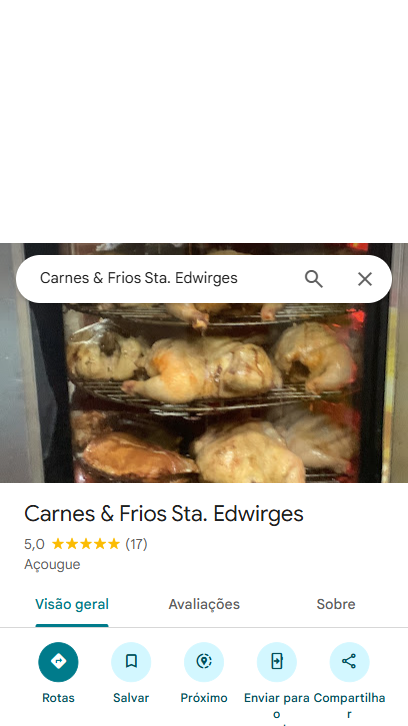 Carnes & Frios Sta. Edwirges
Carnes & Frios Sta. Edwirges
5,0 ★★★★★ (17)
Açougue
Visão geral Avaliações Sobre
Rotas Salvar Próximo Enviar para Compartilha
o r